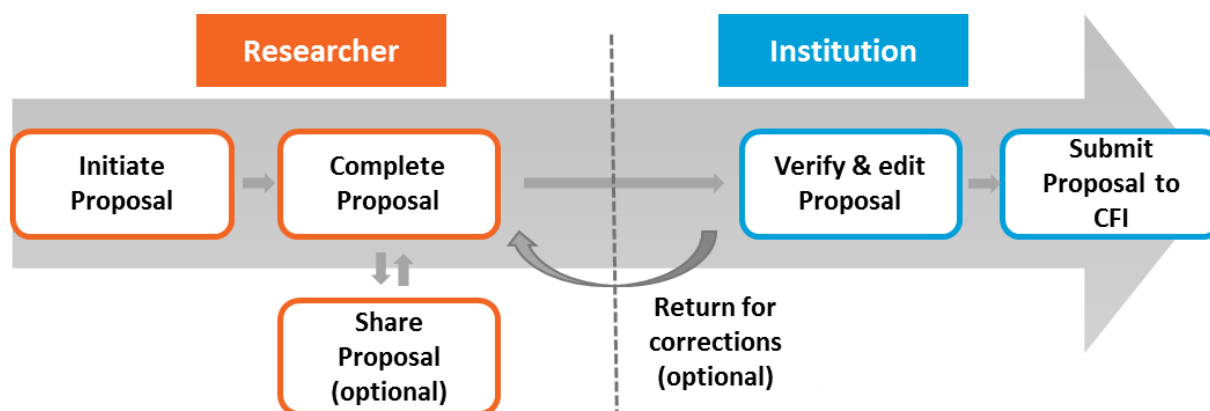 Researcher
Institution
Initiate
Proposal
Complete
Proposal
Verify & edit
Proposal
Submit
Proposal to
CFI
Share
Proposal
(optional)
Return for
corrections
(optional)